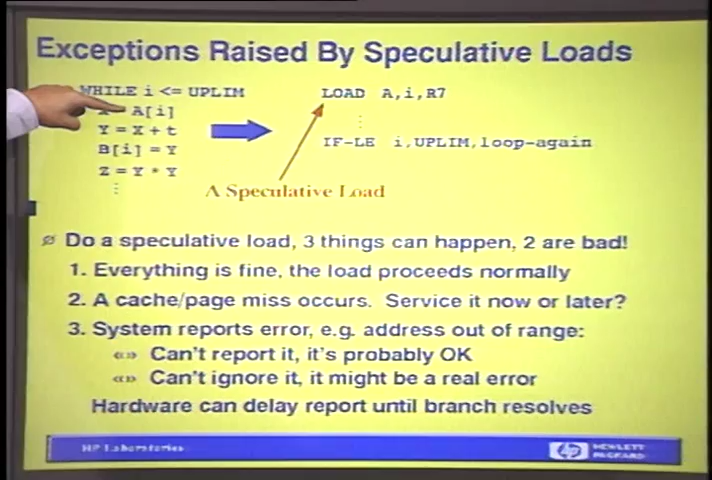 Exceptions Raised By Speculative Loads
WHILE i <= UPLIM
LOAD A,i,R7
X = A[i]
Y = X + t
B[i] = Y
Z = Y * Y
⋮
⋮
IF-LE i,UPLIM,loop-again
A Speculative Load
Do a speculative load, 3 things can happen, 2 are bad!
1. Everything is fine, the load proceeds normally
2. A cache/page miss occurs. Service it now or later?
3. System reports error, e.g. address out of range:
Can't report it, it's probably OK
Can't ignore it, it might be a real error
Hardware can delay report until branch resolves
HP Laboratories
hp HEWLETT
PACKARD